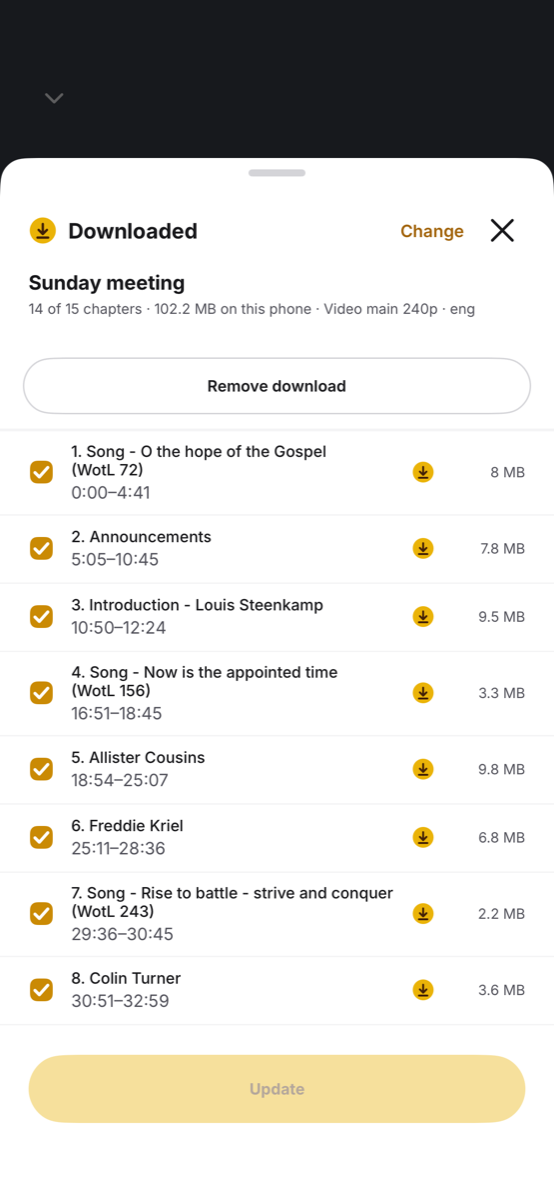 Downloaded
Change
Sunday meeting
14 of 15 chapters · 102.2 MB on this phone · Video main 240p · eng
Remove download
1. Song - O the hope of the Gospel
(WotL 72)
0:00–4:41
8 MB
2. Announcements
5:05–10:45
7.8 MB
3. Introduction - Louis Steenkamp
10:50–12:24
9.5 MB
4. Song - Now is the appointed time
(WotL 156)
16:51–18:45
3.3 MB
5. Allister Cousins
18:54–25:07
9.8 MB
6. Freddie Kriel
25:11–28:36
6.8 MB
7. Song - Rise to battle - strive and conquer
(WotL 243)
29:36–30:45
2.2 MB
8. Colin Turner
30:51–32:59
3.6 MB
Update